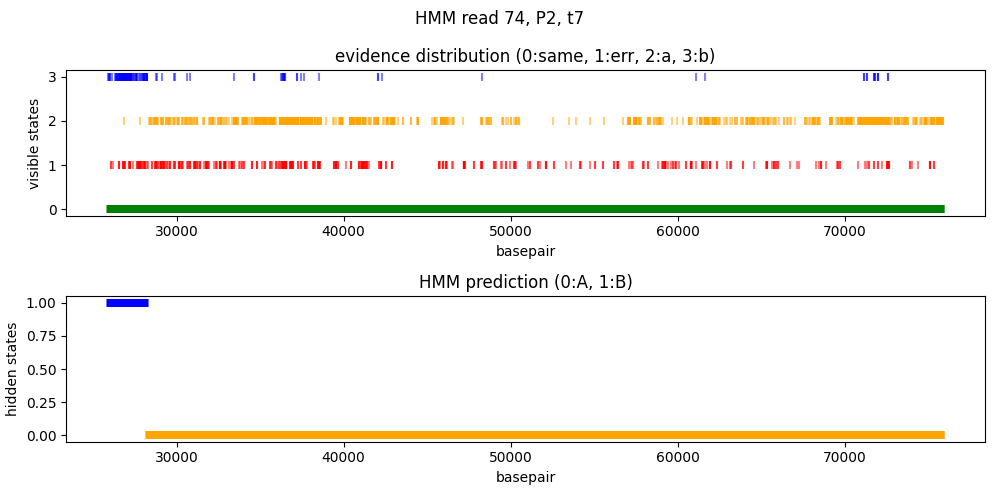 HMM read 74, P2, t7
evidence distribution (0:same, 1:err, 2:a, 3:b)
visible states
3
2
1
0
30000 40000 50000 60000 70000
basepair
HMM prediction (0:A, 1:B)
hidden states
1.00
0.75
0.50
0.25
0.00
30000 40000 50000 60000 70000
basepair